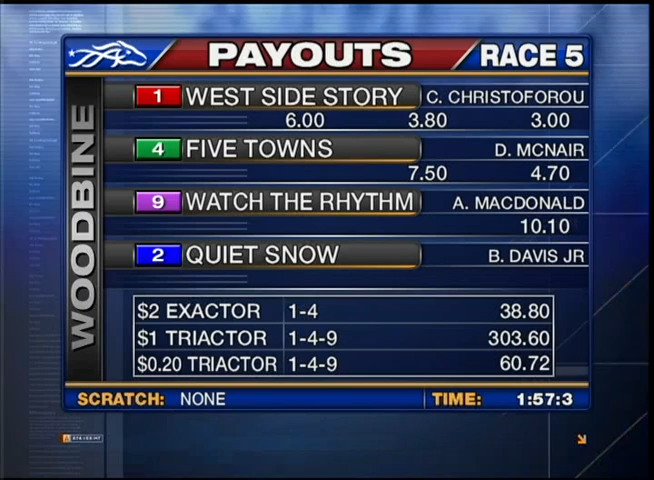 PAYOUTS
RACE 5
WOODBINE
1 WEST SIDE STORY C. CHRISTOFOROU
6.00 3.80 3.00
4 FIVE TOWNS D. MCNAIR
7.50 4.70
9 WATCH THE RHYTHM A. MACDONALD
10.10
2 QUIET SNOW B. DAVIS JR
$2 EXACTOR 1-4 38.80
$1 TRIACTOR 1-4-9 303.60
$0.20 TRIACTOR 1-4-9 60.72
SCRATCH: NONE TIME: 1:57:3